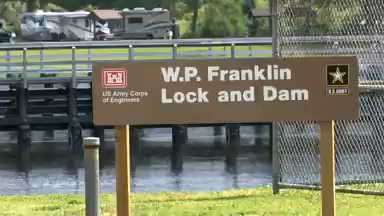 US Army Corps
of Engineers
W.P. Franklin
Lock and Dam
U.S. ARMY